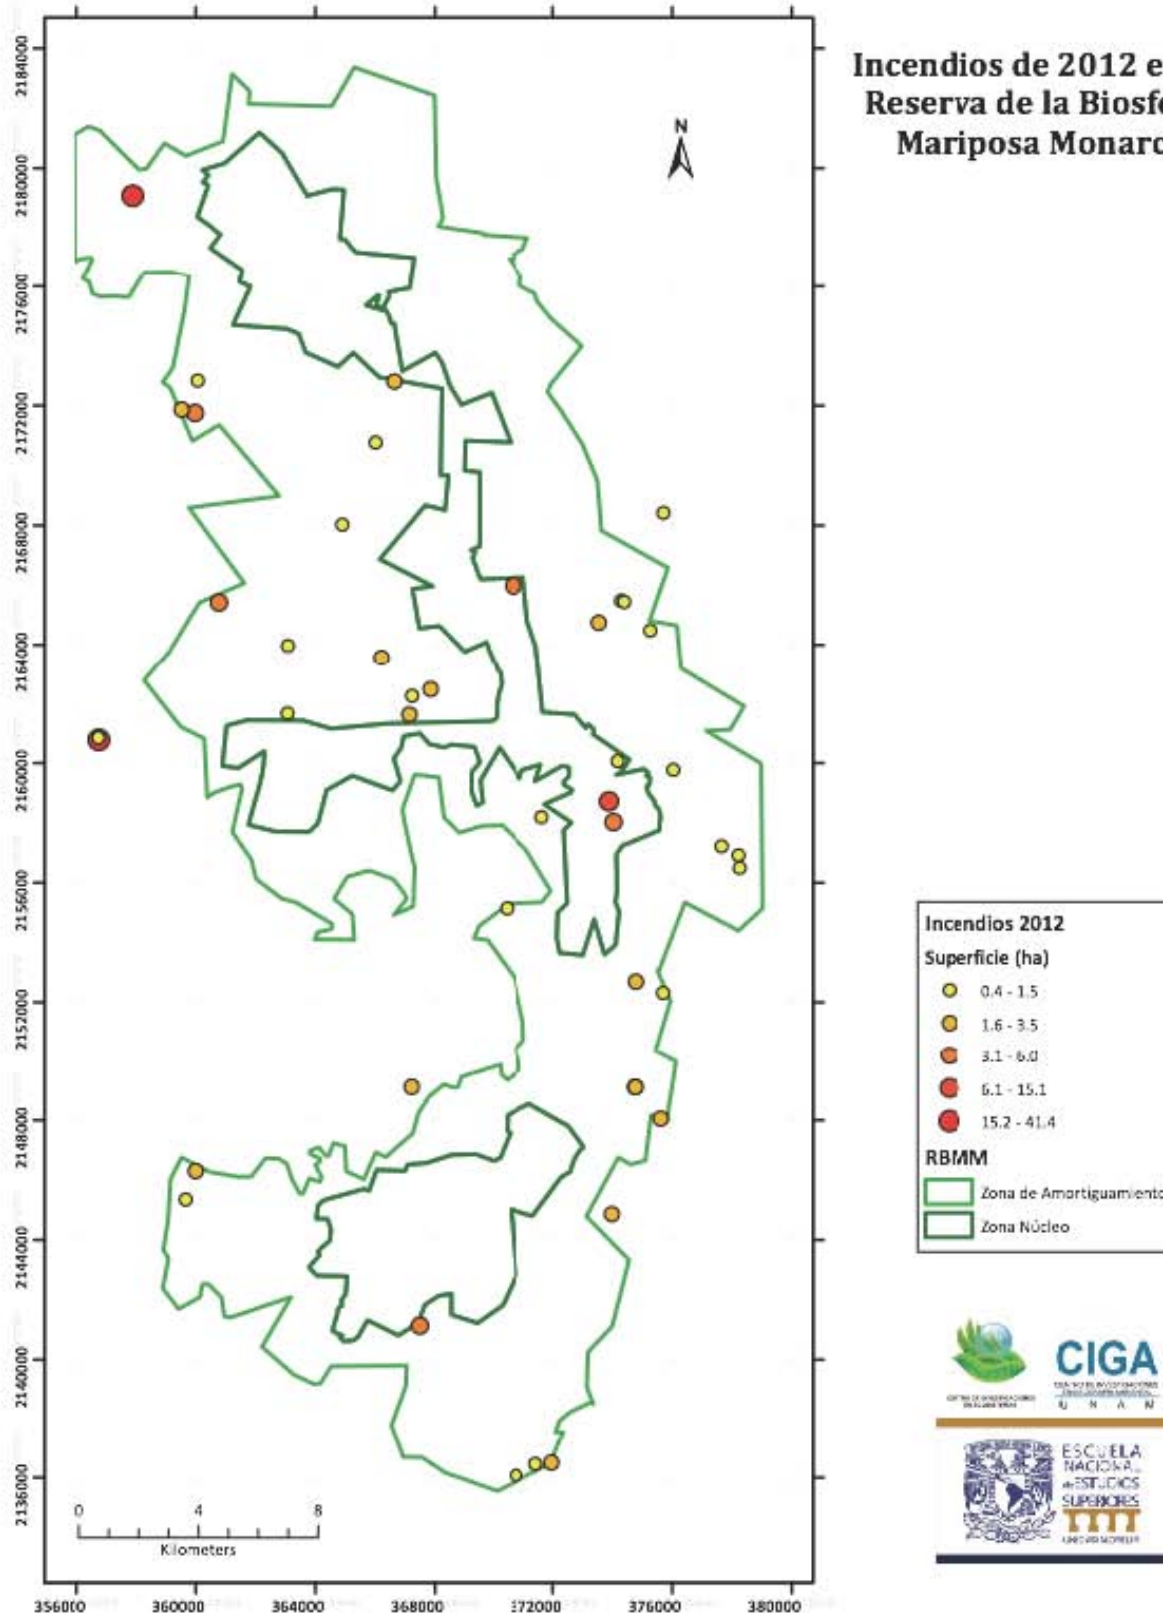 Incendios de 2012 e
Reserva de la Biosfe
Mariposa Monarc
N
2184000
2180000
2176000
2172000
2168000
2164000
2160000
2156000
2152000
2148000
2144000
2140000
2136000
0 4 8
Kilometers
356000 360000 364000 368000 372000 376000 380000
Incendios 2012
Superficie (ha)
0.4 - 1.5
1.6 - 3.5
3.1 - 6.0
6.1 - 15.1
15.2 - 41.4
RBMM
Zona de Amortiguamiento
Zona Núcleo
CIGA
U N A M
ESCUELA
NACIONAL
de ESTUDIOS
SUPERIORES
UNIDAD MORELIA